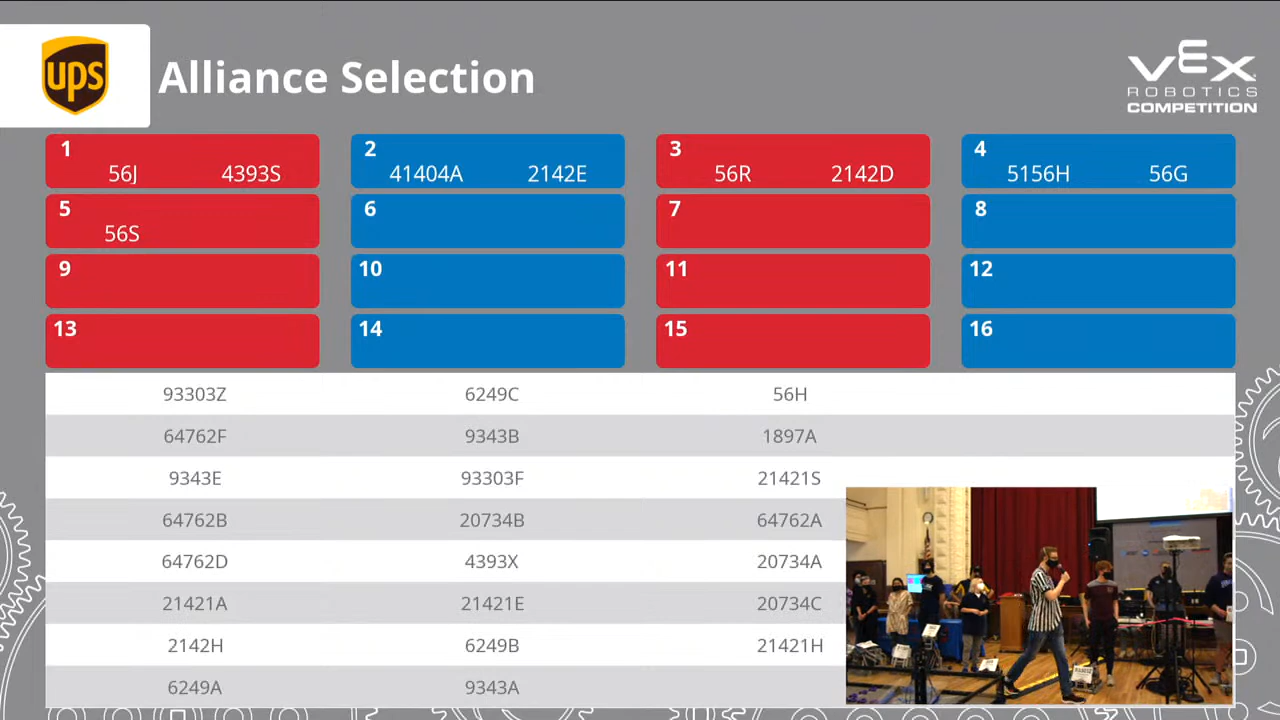 ups
Alliance Selection
VEX
ROBOTICS
COMPETITION
1
56J 4393S
2
41404A 2142E
3
56R 2142D
4
5156H 56G
5
56S
6
7
8
9
10
11
12
13
14
15
16
93303Z 6249C 56H
64762F 9343B 1897A
9343E 93303F 21421S
64762B 20734B 64762A
64762D 4393X 20734A
21421A 21421E 20734C
2142H 6249B 21421H
6249A 9343A